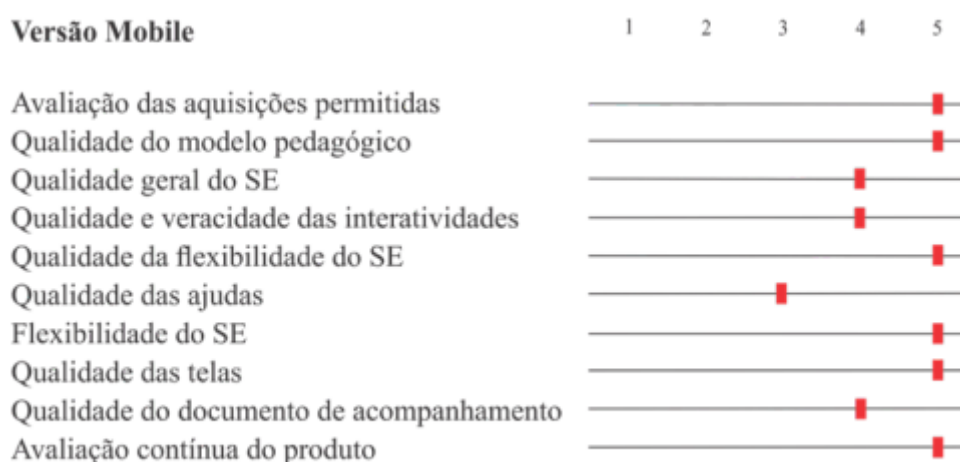 Versão Mobile 1 2 3 4 5
Avaliação das aquisições permitidas
Qualidade do modelo pedagógico
Qualidade geral do SE
Qualidade e veracidade das interatividades
Qualidade da flexibilidade do SE
Qualidade das ajudas
Flexibilidade do SE
Qualidade das telas
Qualidade do documento de acompanhamento
Avaliação contínua do produto